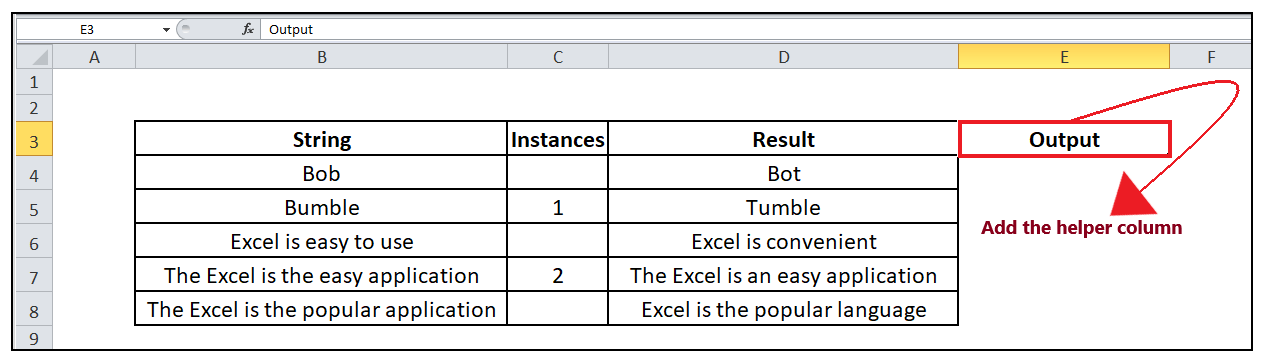 E3 fx Output
A B C D E F
1
2
3 String Instances Result Output
4 Bob Bot
5 Bumble 1 Tumble
Add the helper column
6 Excel is easy to use Excel is convenient
7 The Excel is the easy application 2 The Excel is an easy application
8 The Excel is the popular application Excel is the popular language
9